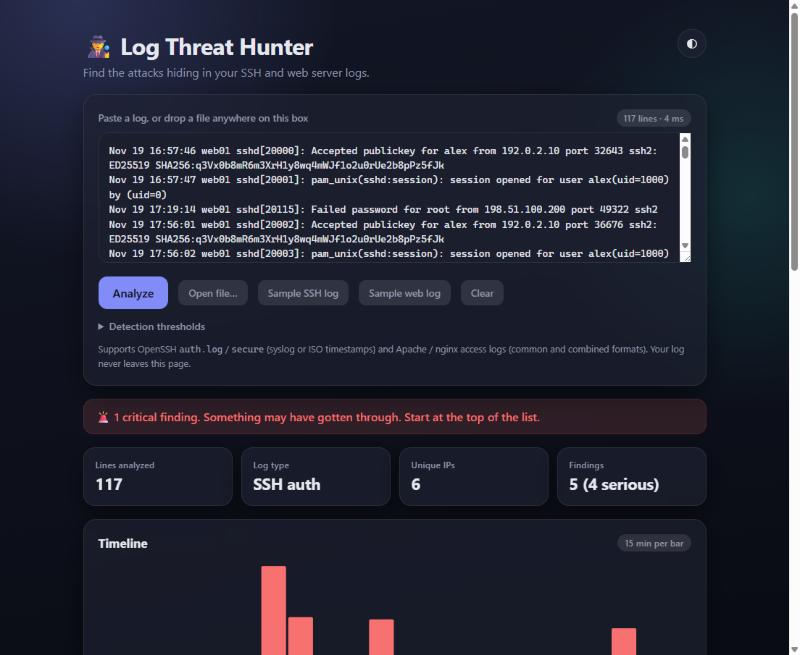 Log Threat Hunter
Find the attacks hiding in your SSH and web server logs.
Paste a log, or drop a file anywhere on this box
117 lines · 4 ms
Nov 19 16:57:46 web01 sshd[20000]: Accepted publickey for alex from 192.0.2.10 port 32643 ssh2:
ED25519 SHA256:q3Vx0b8mR6m3XrH1y8wq4mWJf1o2u0rUe2b8pPz5fJk
Nov 19 16:57:47 web01 sshd[20001]: pam_unix(sshd:session): session opened for user alex(uid=1000)
by (uid=0)
Nov 19 17:19:14 web01 sshd[20115]: Failed password for root from 198.51.100.200 port 49322 ssh2
Nov 19 17:56:01 web01 sshd[20002]: Accepted publickey for alex from 192.0.2.10 port 36676 ssh2:
ED25519 SHA256:q3Vx0b8mR6m3XrH1y8wq4mWJf1o2u0rUe2b8pPz5fJk
Nov 19 17:56:02 web01 sshd[20003]: pam_unix(sshd:session): session opened for user alex(uid=1000)
Analyze
Open file...
Sample SSH log
Sample web log
Clear
Detection thresholds
Supports OpenSSH auth.log / secure (syslog or ISO timestamps) and Apache / nginx access logs (common and combined formats). Your log
never leaves this page.
1 critical finding. Something may have gotten through. Start at the top of the list.
Lines analyzed
117
Log type
SSH auth
Unique IPs
6
Findings
5 (4 serious)
Timeline
15 min per bar